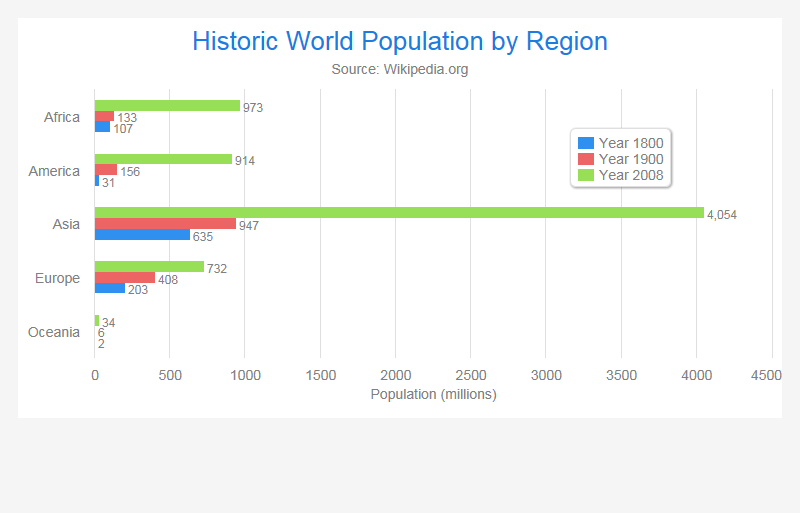 Historic World Population by Region
Source: Wikipedia.org
Africa
973
133
107
Year 1800
Year 1900
Year 2008
America
914
156
31
Asia
4,054
947
635
Europe
732
408
203
Oceania
34
6
2
0 500 1000 1500 2000 2500 3000 3500 4000 4500
Population (millions)